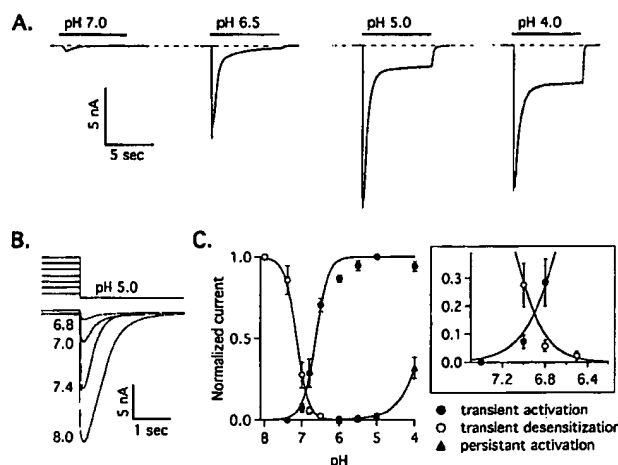 A.
pH 7.0
pH 6.5
pH 5.0
pH 4.0
5 nA
5 sec
B.
pH 5.0
6.8
7.0
7.4
8.0
5 nA
1 sec
C.
Normalized current
1.0
0.5
0.0
8 7 6 5 4
pH
0.3
0.2
0.1
0.0
7.2 6.8 6.4
transient activation
transient desensitization
persistant activation